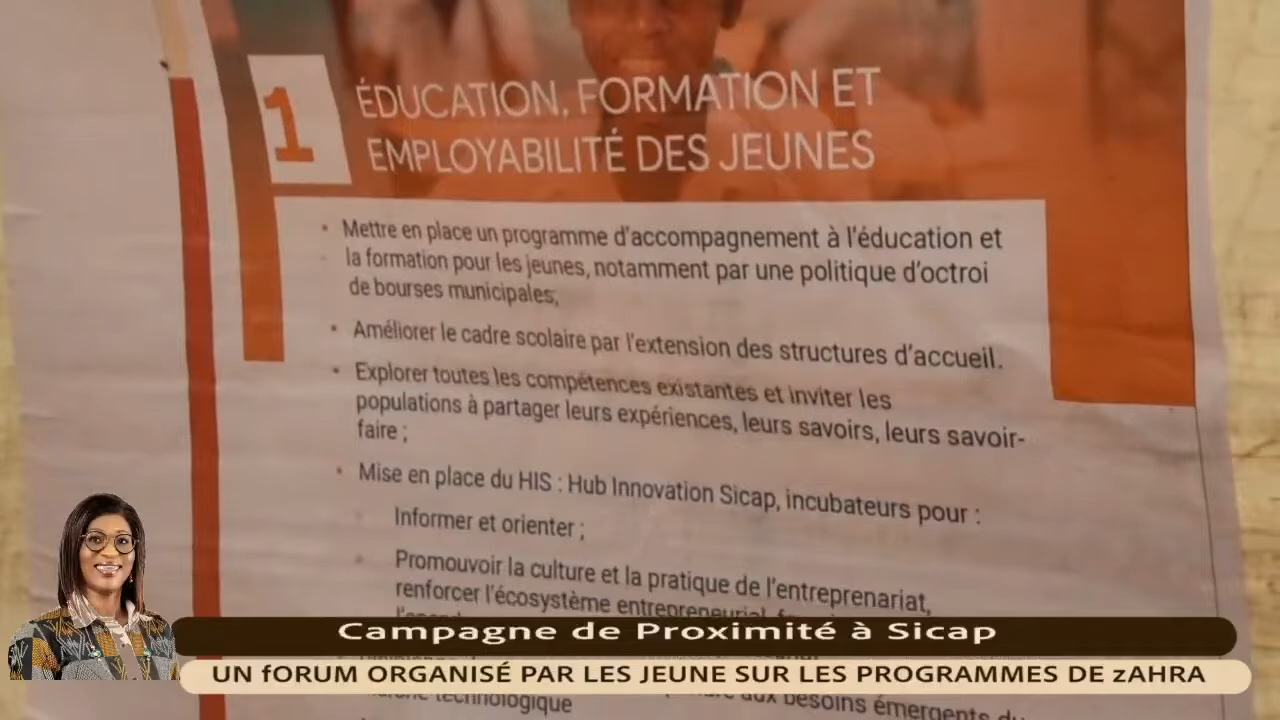 1
ÉDUCATION, FORMATION ET
EMPLOYABILITÉ DES JEUNES
• Mettre en place un programme d'accompagnement à l'éducation et
la formation pour les jeunes, notamment par une politique d'octroi
de bourses municipales;
• Améliorer le cadre scolaire par l'extension des structures d'accueil.
• Explorer toutes les compétences existantes et inviter les
populations à partager leurs expériences, leurs savoirs, leurs savoir-
faire ;
• Mise en place du HIS : Hub Innovation Sicap, incubateurs pour :
Informer et orienter ;
Promouvoir la culture et la pratique de l'entreprenariat,
renforcer l'écosystème entrepreneurial,
Campagne de Proximité à Sicap
UN fORUM ORGANISÉ PAR LES JEUNE SUR LES PROGRAMMES DE zAHRA
technologique
aux besoins émergents du